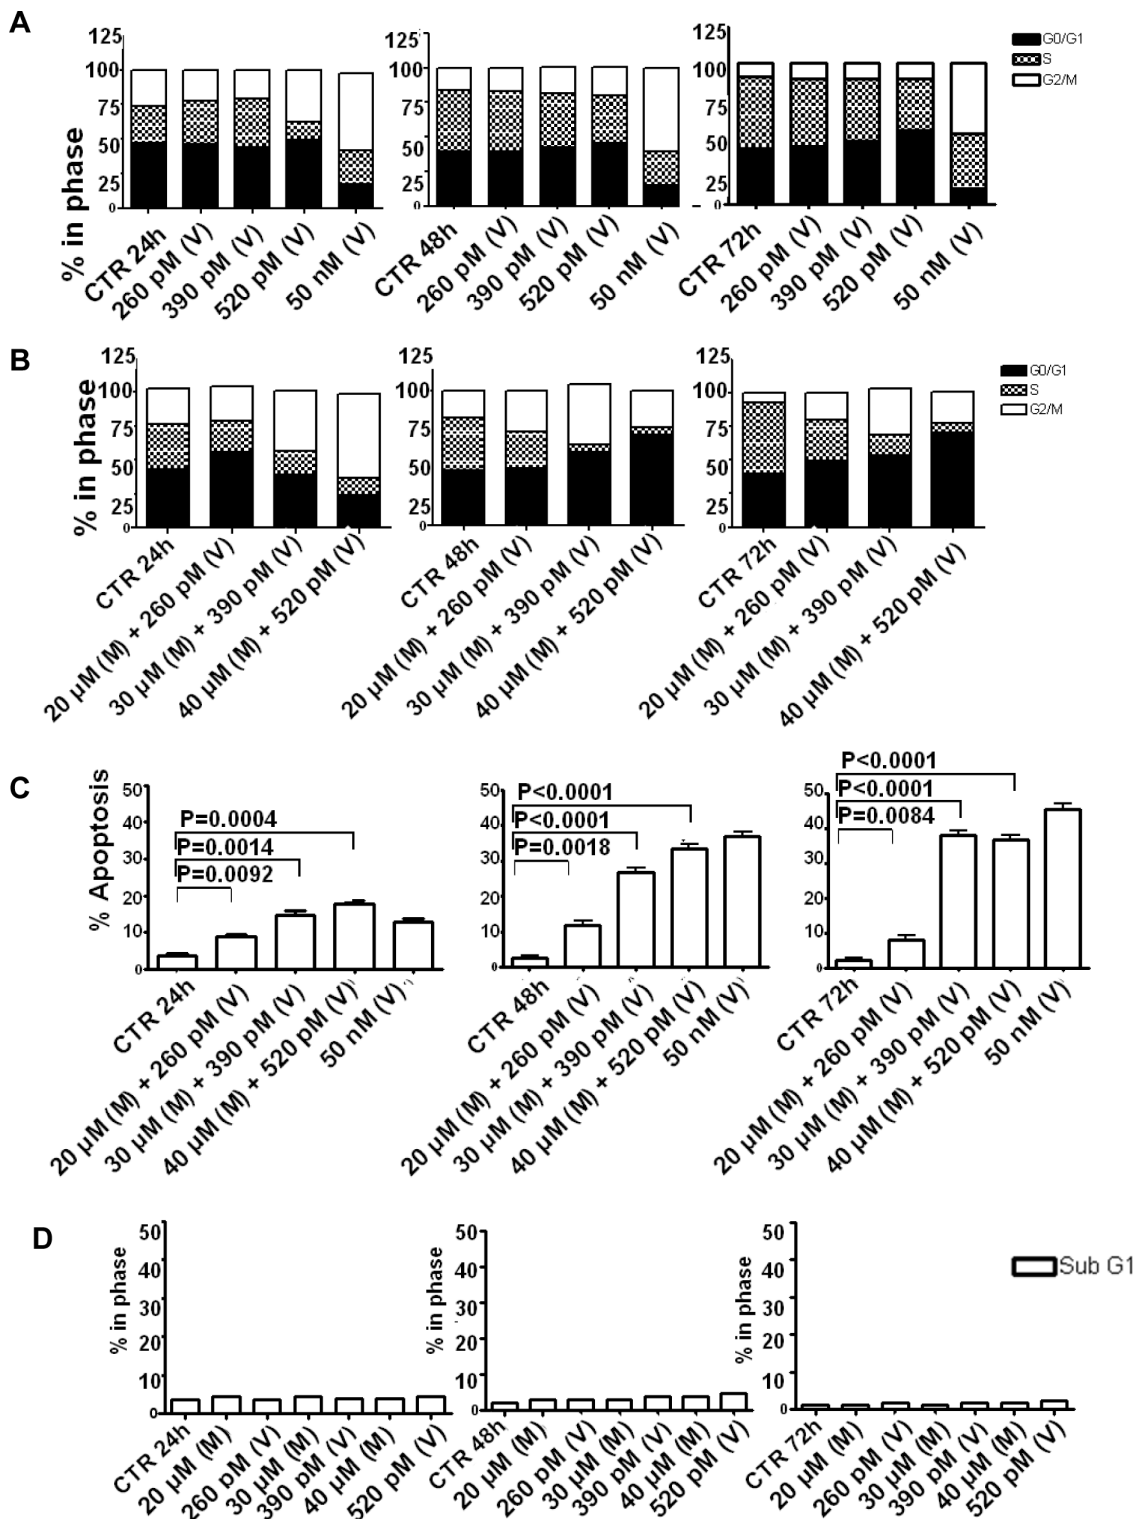 A
% in phase
125
100
75
50
25
0
CTR 24h
260 pM (V)
390 pM (V)
520 pM (V)
50 nM (V)
125
100
75
50
25
0
CTR 48h
260 pM (V)
390 pM (V)
520 pM (V)
50 nM (V)
125
100
75
50
25
0
CTR 72h
260 pM (V)
390 pM (V)
520 pM (V)
50 nM (V)
G0/G1
S
G2/M
B
% in phase
125
100
75
50
25
0
CTR 24h
20 µM (M) + 260 pM (V)
30 µM (M) + 390 pM (V)
40 µM (M) + 520 pM (V)
125
100
75
50
25
0
CTR 48h
20 µM (M) + 260 pM (V)
30 µM (M) + 390 pM (V)
40 µM (M) + 520 pM (V)
125
100
75
50
25
0
CTR 72h
20 µM (M) + 260 pM (V)
30 µM (M) + 390 pM (V)
40 µM (M) + 520 pM (V)
G0/G1
S
G2/M
C
% Apoptosis
50
40
30
20
10
0
P=0.0004
P=0.0014
P=0.0092
CTR 24h
20 µM (M) + 260 pM (V)
30 µM (M) + 390 pM (V)
40 µM (M) + 520 pM (V)
50 nM (V)
50
40
30
20
10
0
P<0.0001
P<0.0001
P=0.0018
CTR 48h
20 µM (M) + 260 pM (V)
30 µM (M) + 390 pM (V)
40 µM (M) + 520 pM (V)
50 nM (V)
50
40
30
20
10
0
P<0.0001
P<0.0001
P=0.0084
CTR 72h
20 µM (M) + 260 pM (V)
30 µM (M) + 390 pM (V)
40 µM (M) + 520 pM (V)
50 nM (V)
D
% in phase
50
40
30
20
10
0
CTR 24h
20 µM (M)
260 pM (V)
30 µM (M)
390 pM (V)
40 µM (M)
520 pM (V)
% in phase
50
40
30
20
10
0
CTR 48h
20 µM (M)
260 pM (V)
30 µM (M)
390 pM (V)
40 µM (M)
520 pM (V)
% in phase
50
40
30
20
10
0
CTR 72h
20 µM (M)
260 pM (V)
30 µM (M)
390 pM (V)
40 µM (M)
520 pM (V)
Sub G1